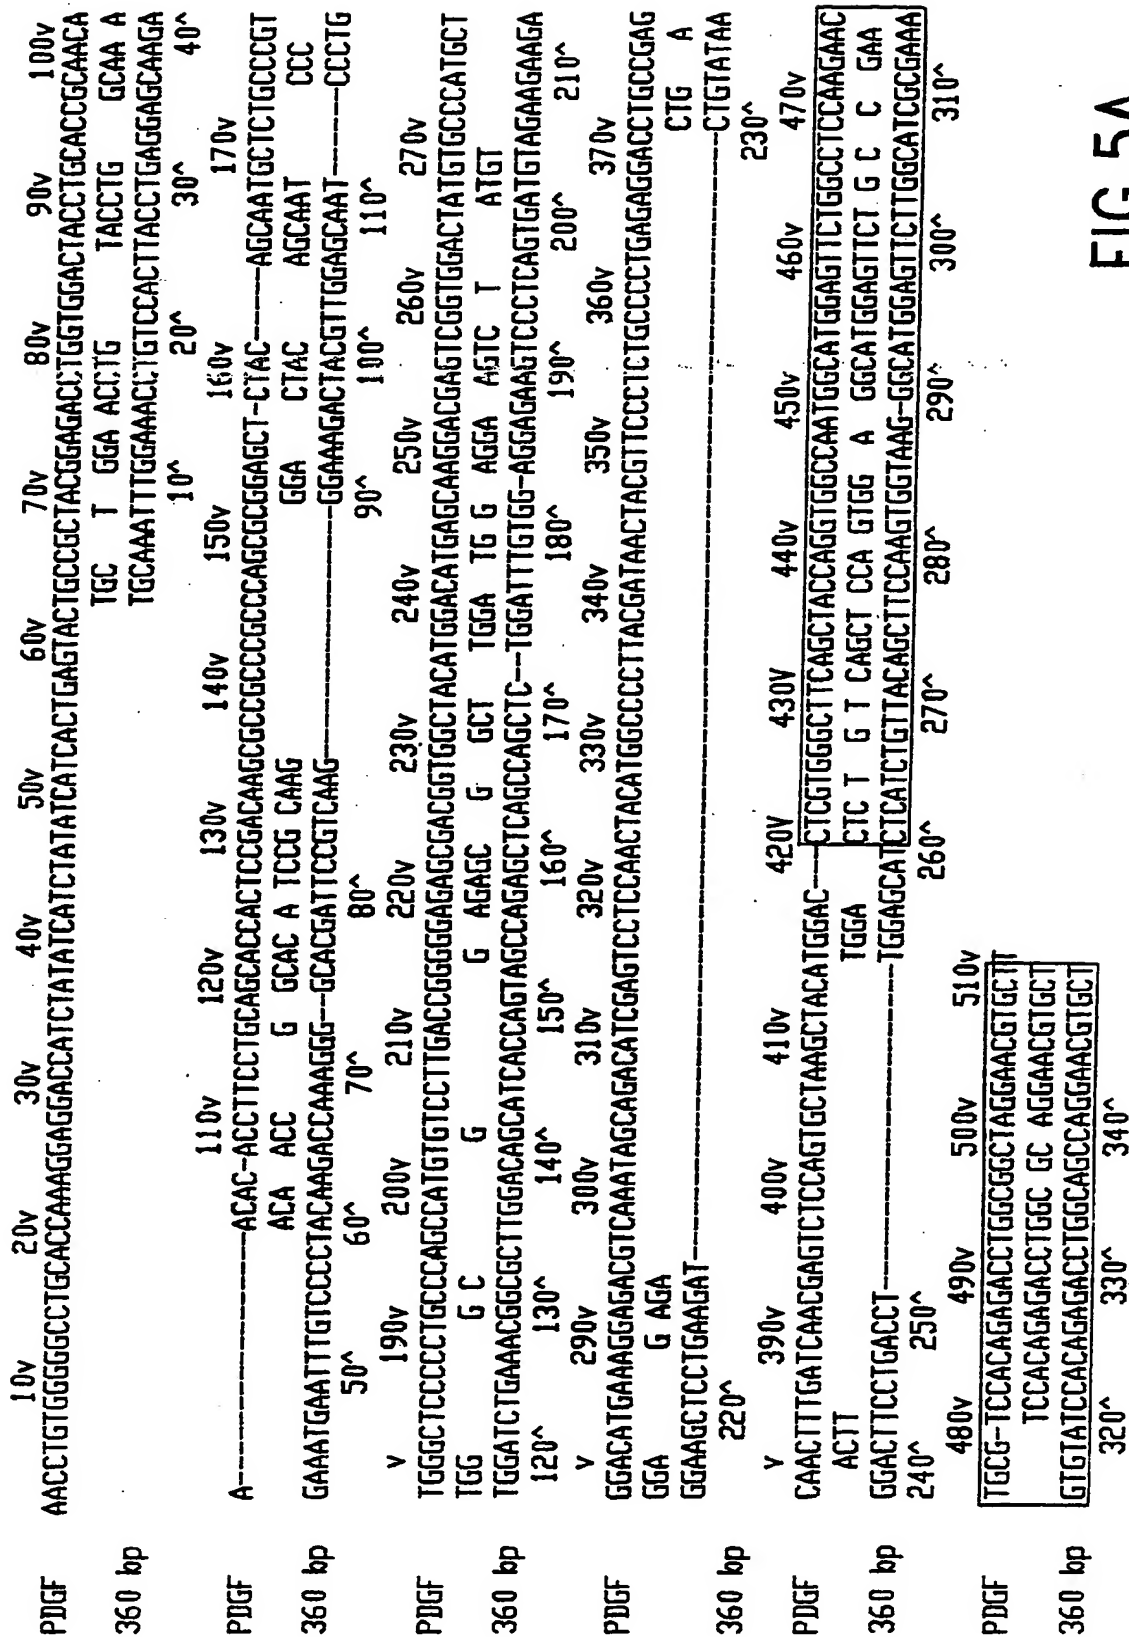 10v 20v 30v 40v 50v 60v 70v 80v 90v 100v
PDGF AACCTGTGGGGCCTGCACCAAAGGAGGACCATCTATATCATCTATATCATCACTGAGTACTGCCGCTACGGAGACCTGGTGGACTACCTGCACCGCAACA
TGC T GGA ACCTG TACCTG GCAA A
360 bp TGCAAATTTGGAAACCTGTCCACTTACCTGAGGAGCAAGA
10^ 20^ 30^ 40^
110v 120v 130v 140v 150v 160v 170v
PDGF A----------------ACAC-ACCTTCCTGCAGCACCACTCCGACAAGCGCCGCCCGCCCAGCGCGGAGCT-CTAC-------AGCAATGCTCTGCCCGT
ACA ACC G GCAC A TCCG CAAG GGA CTAC AGCAAT CCC
360 bp GAAATGAATTTGTCCCCTACAAGACCAAAGGG--GCACGATTCCGTCAAG-----------------GGAAAGACTACGTTGGAGCAAT-------CCCTG
50^ 60^ 70^ 80^ 90^ 100^ 110^
v 190v 200v 210v 220v 230v 240v 250v 260v 270v
PDGF TGGGCTCCCCCTGCCCAGCCATGTGTCCTTGACCGGGGAGAGCGACGGTGGCTACATGGACATGAGCAAGGACGAGTCGGTGGACTATGTGCCCATGCT
TGG G C G G AGAGC G GCT TGGA TG G AGGA AGTC T ATGT
360 bp TGGATCTGAAACGGCGCTTGGACAGCATCACCAGTAGCCAGAGCTCAGCCAGCTC--TGGATTTGTGG-AGGAGAAGTCCCTCAGTGATGTAGAAGAAGA
120^ 130^ 140^ 150^ 160^ 170^ 180^ 190^ 200^ 210^
v 290v 300v 310v 320v 330v 340v 350v 360v 370v
PDGF GGACATGAAAGGAGACGTCAAATAGCAGACATCGAGTCCTCCAACTACATGGCCCCTTACGATAACTACGTTCCCTCTGCCCCTGAGAGGACCTGCCGAG
GGA G AGA CTG A
360 bp GGAAGCTCCTGAAGAT------------------------------------------------------------------------------CTGTATAA
220^ 230^
v 390v 400v 410v 420V 430V 440v 450v 460v 470v
PDGF CAACTTTGATCAACGAGTCTCCAGTGCTAAGCTACATGGAC----CTCGTGGGCTTCAGCTACCAGGTGGCCAATGGCATGGAGTTCTGGCCTCCAAGAAC
ACTT TGGA CTC T G T CAGCT CCA GTGG A GGCATGGAGTTCT G C C GAA
360 bp GGACTTCCTGACCT----------------------TGGAGCATCTCATCTGTTACAGCTTCCAAGTGGTAAG-GGCATGGAGTTCTTGGCATCGCGAAA
240^ 250^ 260^ 270^ 280^ 290^ 300^ 310^
480v 490v 500v 510v
PDGF TGCG-TCCACAGAGACCTGGCGGCTAGGAACGTGCTT
TCCACAGAGACCTGGC GC AGGAACGTGCT
360 bp GTGTATCCACAGAGACCTGGCAGCCAGGAACGTGCT
320^ 330^ 340^
FIG.5A